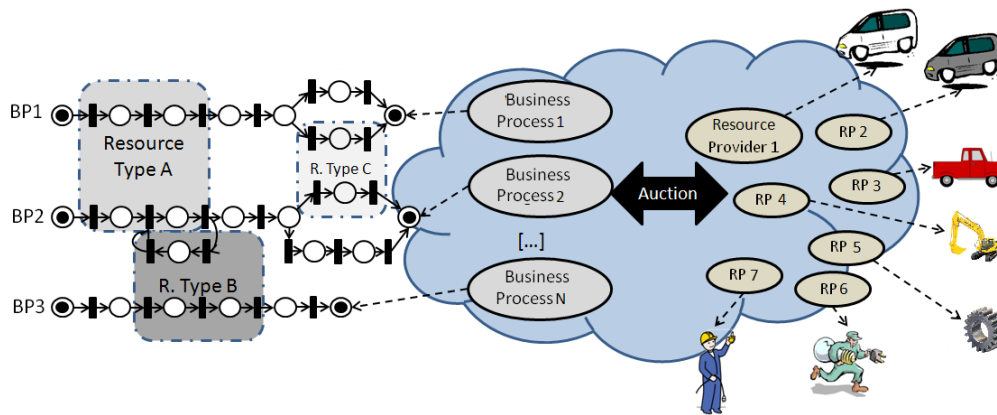 BP1
Resource
Type A
R. Type C
BP2
R. Type B
BP3
Business
Process 1
Business
Process 2
[...]
Business
Process N
Auction
Resource
Provider 1
RP 2
RP 3
RP 4
RP 5
RP 6
RP 7